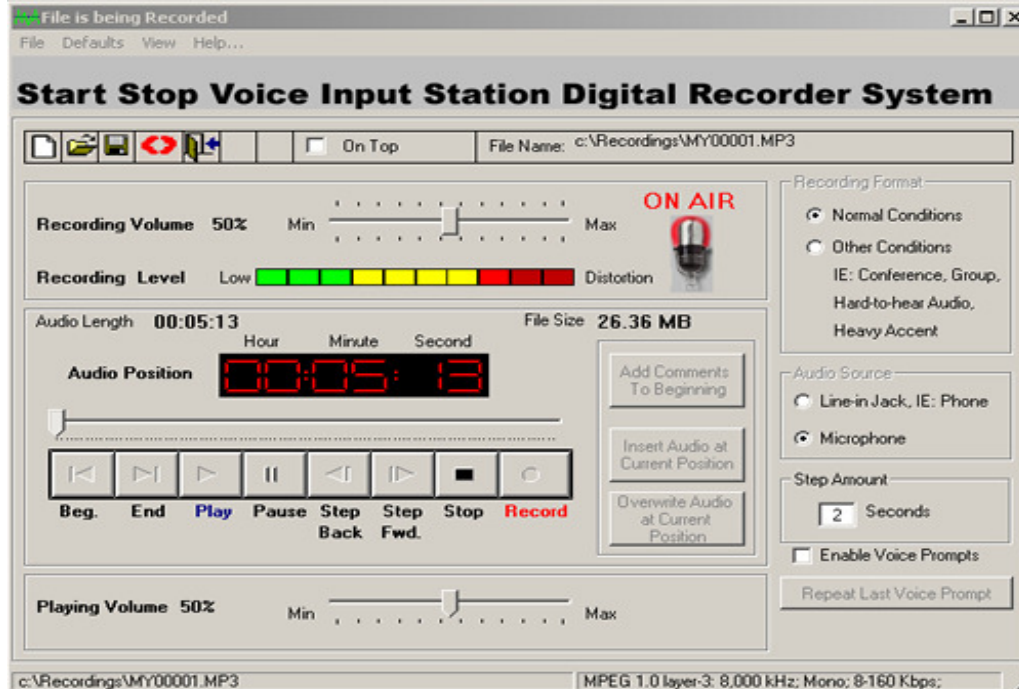 File is being Recorded
File Defaults View Help...
Start Stop Voice Input Station Digital Recorder System
On Top File Name: c:\Recordings\MY00001.MP3
Recording Volume 50% Min Max ON AIR
Recording Level Low Distortion
Recording Format
Normal Conditions
Other Conditions
IE: Conference, Group,
Hard-to-hear Audio,
Heavy Accent
Audio Length 00:05:13 File Size 26.36 MB
Hour Minute Second
Audio Position 00:05:13
Add Comments
To Beginning
Insert Audio at
Current Position
Overwrite Audio
at Current
Position
Beg. End Play Pause Step Back Step Fwd. Stop Record
Audio Source
Line-in Jack, IE: Phone
Microphone
Step Amount
2 Seconds
Enable Voice Prompts
Repeat Last Voice Prompt
Playing Volume 50% Min Max
c:\Recordings\MY00001.MP3 MPEG 1.0 layer-3: 8,000 kHz; Mono; 8-160 Kbps;